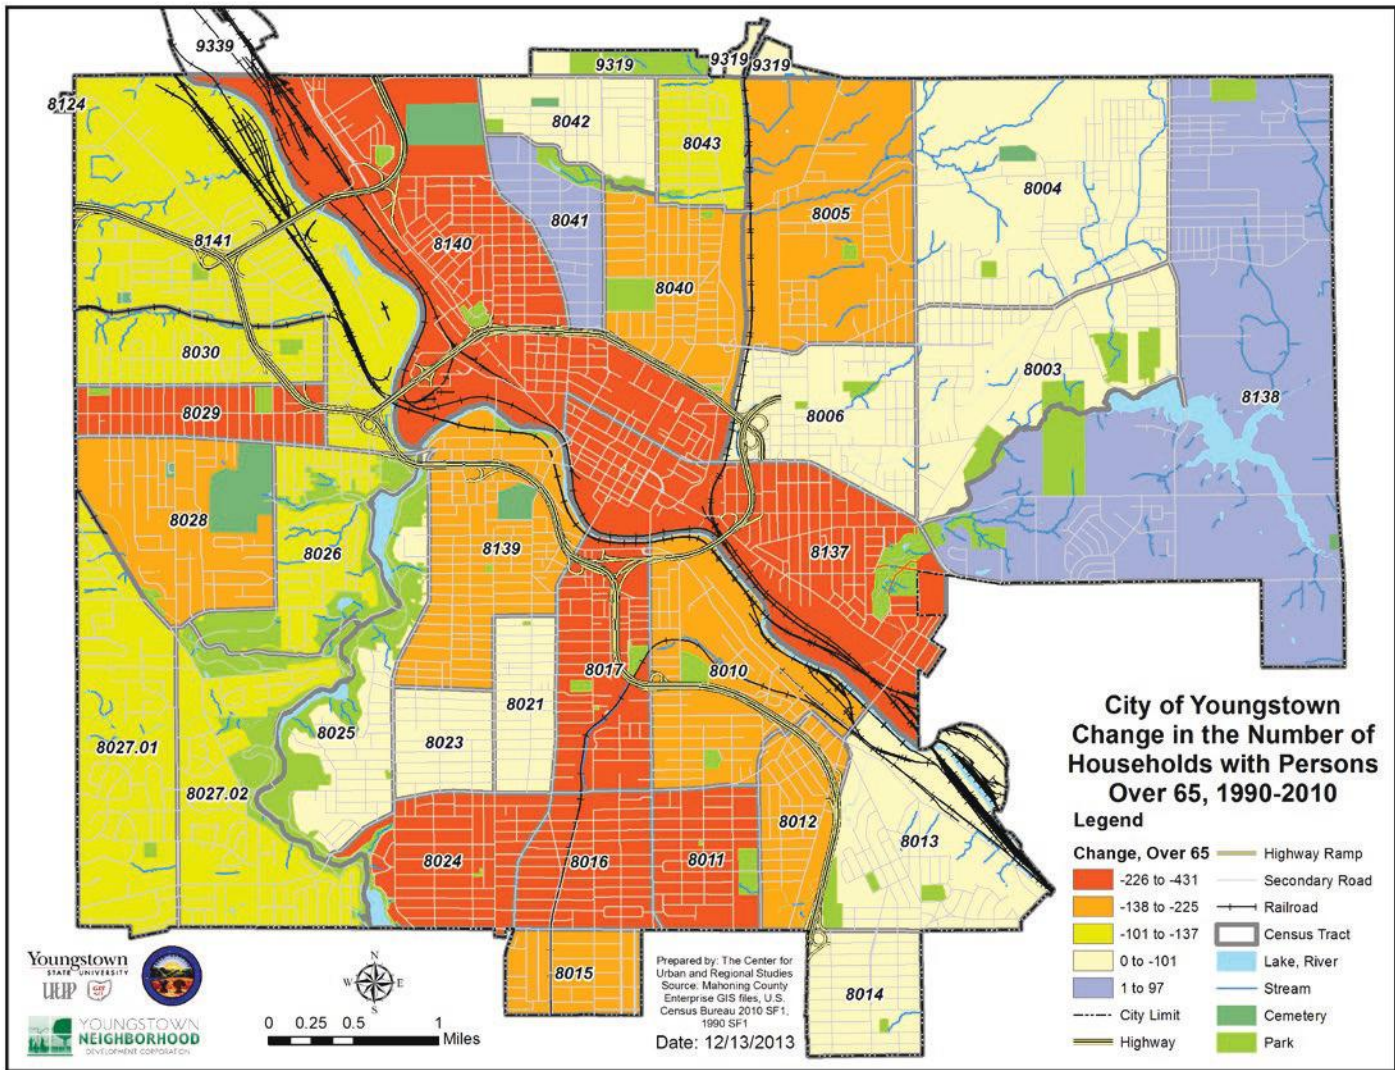 9339
9319
9319
9319
8124
8042
8043
8004
8041
8005
8141
8140
8040
8030
8003
8029
8006
8138
8028
8026
8139
8137
8017
8010
8021
8025
8023
8027.01
8027.02
8024
8016
8011
8012
8013
8015
8014
City of Youngstown
Change in the Number of
Households with Persons
Over 65, 1990-2010
Legend
Change, Over 65
-226 to -431
-138 to -225
-101 to -137
0 to -101
1 to 97
City Limit
Highway
Highway Ramp
Secondary Road
Railroad
Census Tract
Lake, River
Stream
Cemetery
Park
Youngstown
STATE UNIVERSITY
YOUNGSTOWN
NEIGHBORHOOD
DEVELOPMENT CORPORATION
N
W E
S
0 0.25 0.5 1
Miles
Prepared by: The Center for
Urban and Regional Studies
Source: Mahoning County
Enterprise GIS files, U.S.
Census Bureau 2010 SF1,
1990 SF1
Date: 12/13/2013